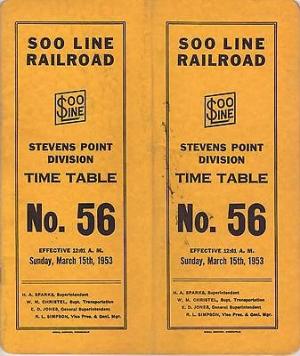 SOO LINE
RAILROAD
SOO
LINE
STEVENS POINT
DIVISION
TIME TABLE
No. 56
EFFECTIVE 12:01 A. M.
Sunday, March 15th, 1953
H. A. SPARKS, Superintendent
W. M. CHRISTEL, Supt. Transportation
C. D. JONES, General Superintendent
R. L. SIMPSON, Vice Pres. & Genl. Mgr.
SOO LINE
RAILROAD
SOO
LINE
STEVENS POINT
DIVISION
TIME TABLE
No. 56
EFFECTIVE 12:01 A. M.
Sunday, March 15th, 1953
H. A. SPARKS, Superintendent
W. M. CHRISTEL, Supt. Transportation
C. D. JONES, General Superintendent
R. L. SIMPSON, Vice Pres. & Genl. Mgr.